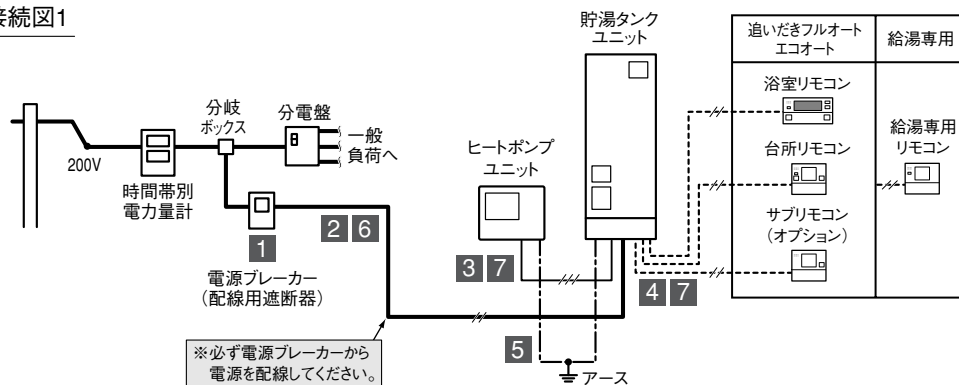 接続図1
200V
時間帯別
電力量計
分岐
ボックス
分電盤
一般
負荷へ
1
電源ブレーカー
（配線用遮断器）
2 6
※必ず電源ブレーカーから
電源を配線してください。
ヒートポンプ
ユニット
3 7
5
アース
貯湯タンク
ユニット
4 7
追いだきフルオート
エコオート
浴室リモコン
台所リモコン
サブリモコン
（オプション）
給湯専用
給湯専用
リモコン